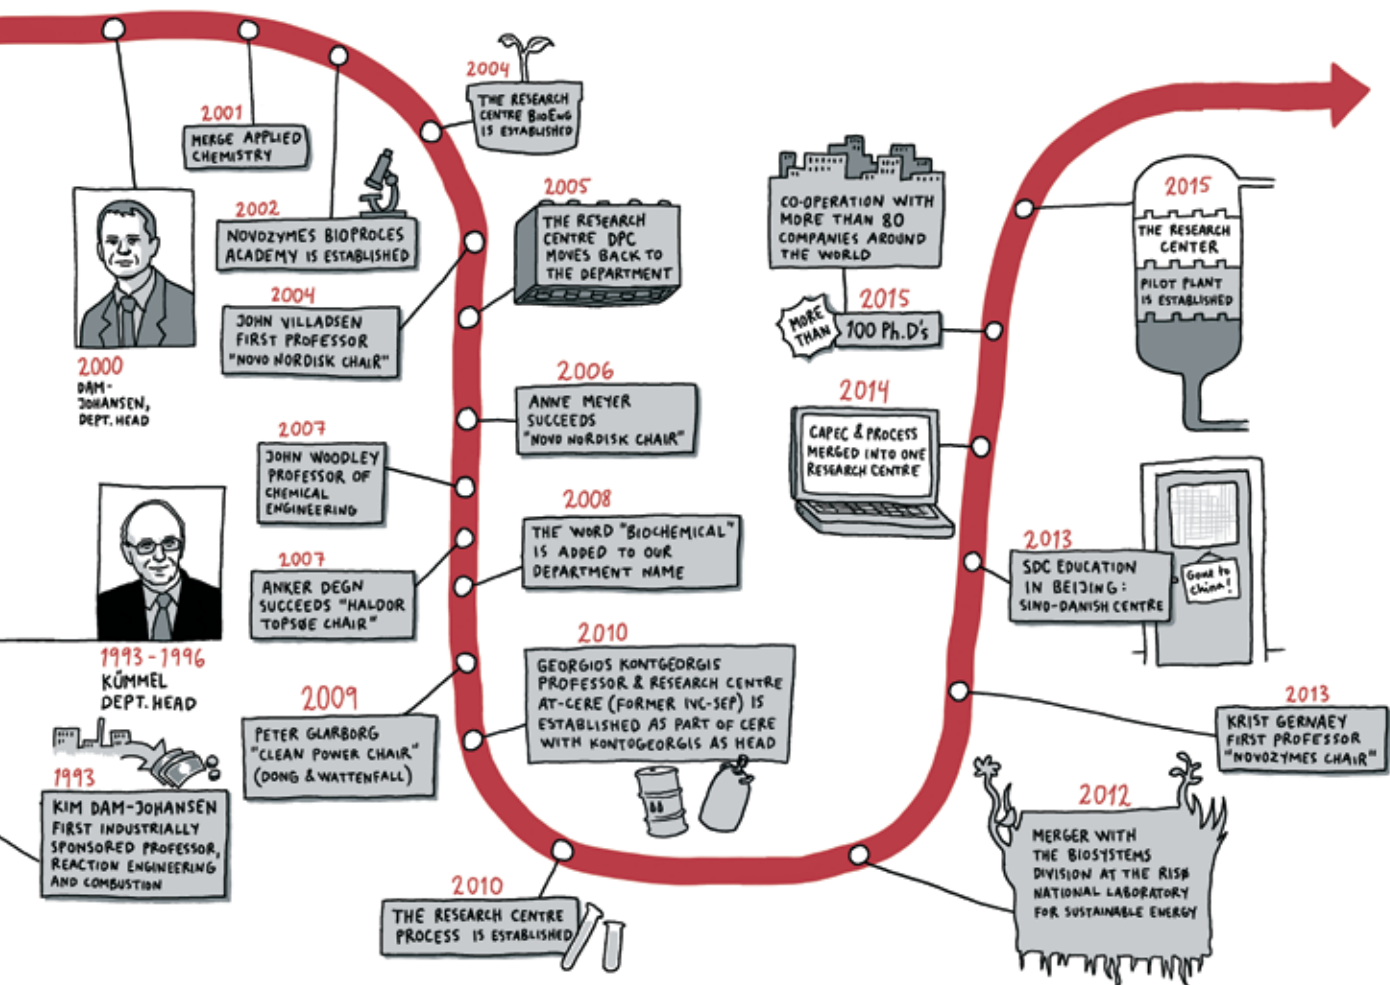 2000
DAM-
JOHANSEN,
DEPT. HEAD
2001
MERGE APPLIED
CHEMISTRY
2002
NOVOZYMES BIOPROCES
ACADEMY IS ESTABLISHED
2004
THE RESEARCH
CENTRE BIOENG
IS ESTABLISHED
2004
JOHN VILLADSEN
FIRST PROFESSOR
"NOVO NORDISK CHAIR"
2005
THE RESEARCH
CENTRE DPC
MOVES BACK TO
THE DEPARTMENT
2006
ANNE MEYER
SUCCEEDS
"NOVO NORDISK CHAIR"
2007
JOHN WOODLEY
PROFESSOR OF
CHEMICAL
ENGINEERING
2007
ANKER DEGN
SUCCEEDS "HALDOR
TOPSØE CHAIR"
2008
THE WORD "BIOCHEMICAL"
IS ADDED TO OUR
DEPARTMENT NAME
1993-1996
KÜMMEL
DEPT. HEAD
1993
KIM DAM-JOHANSEN
FIRST INDUSTRIALLY
SPONSORED PROFESSOR,
REACTION ENGINEERING
AND COMBUSTION
2009
PETER GLARBORG
"CLEAN POWER CHAIR"
(DONG & WATTENFALL)
2010
GEORGIOS KONTGEORGIS
PROFESSOR & RESEARCH CENTRE
AT-CERE (FORMER IVC-SEP) IS
ESTABLISHED AS PART OF CERE
WITH KONTOGEORGIS AS HEAD
2010
THE RESEARCH CENTRE
PROCESS IS ESTABLISHED
2012
MERGER WITH
THE BIOSYSTEMS
DIVISION AT THE RISØ
NATIONAL LABORATORY
FOR SUSTAINABLE ENERGY
2013
KRIST GERNAEY
FIRST PROFESSOR
"NOVOZYMES CHAIR"
2013
SDC EDUCATION
IN BEIJING:
SINO-DANISH CENTRE
Gone to
China!
2014
CAPEC & PROCESS
MERGED INTO ONE
RESEARCH CENTRE
CO-OPERATION WITH
MORE THAN 80
COMPANIES AROUND
THE WORLD
2015
MORE
THAN
100 Ph.D's
2015
THE RESEARCH
CENTER
PILOT PLANT
IS ESTABLISHED